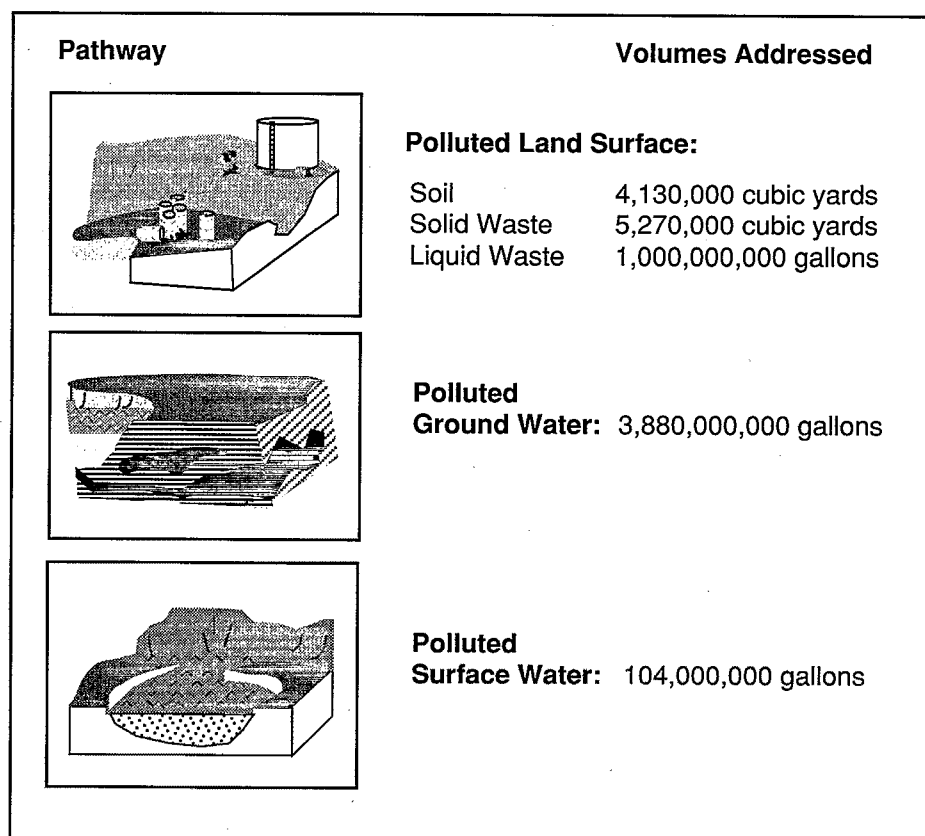 Pathway Volumes Addressed
Polluted Land Surface:
Soil 4,130,000 cubic yards
Solid Waste 5,270,000 cubic yards
Liquid Waste 1,000,000,000 gallons
Polluted
Ground Water: 3,880,000,000 gallons
Polluted
Surface Water: 104,000,000 gallons